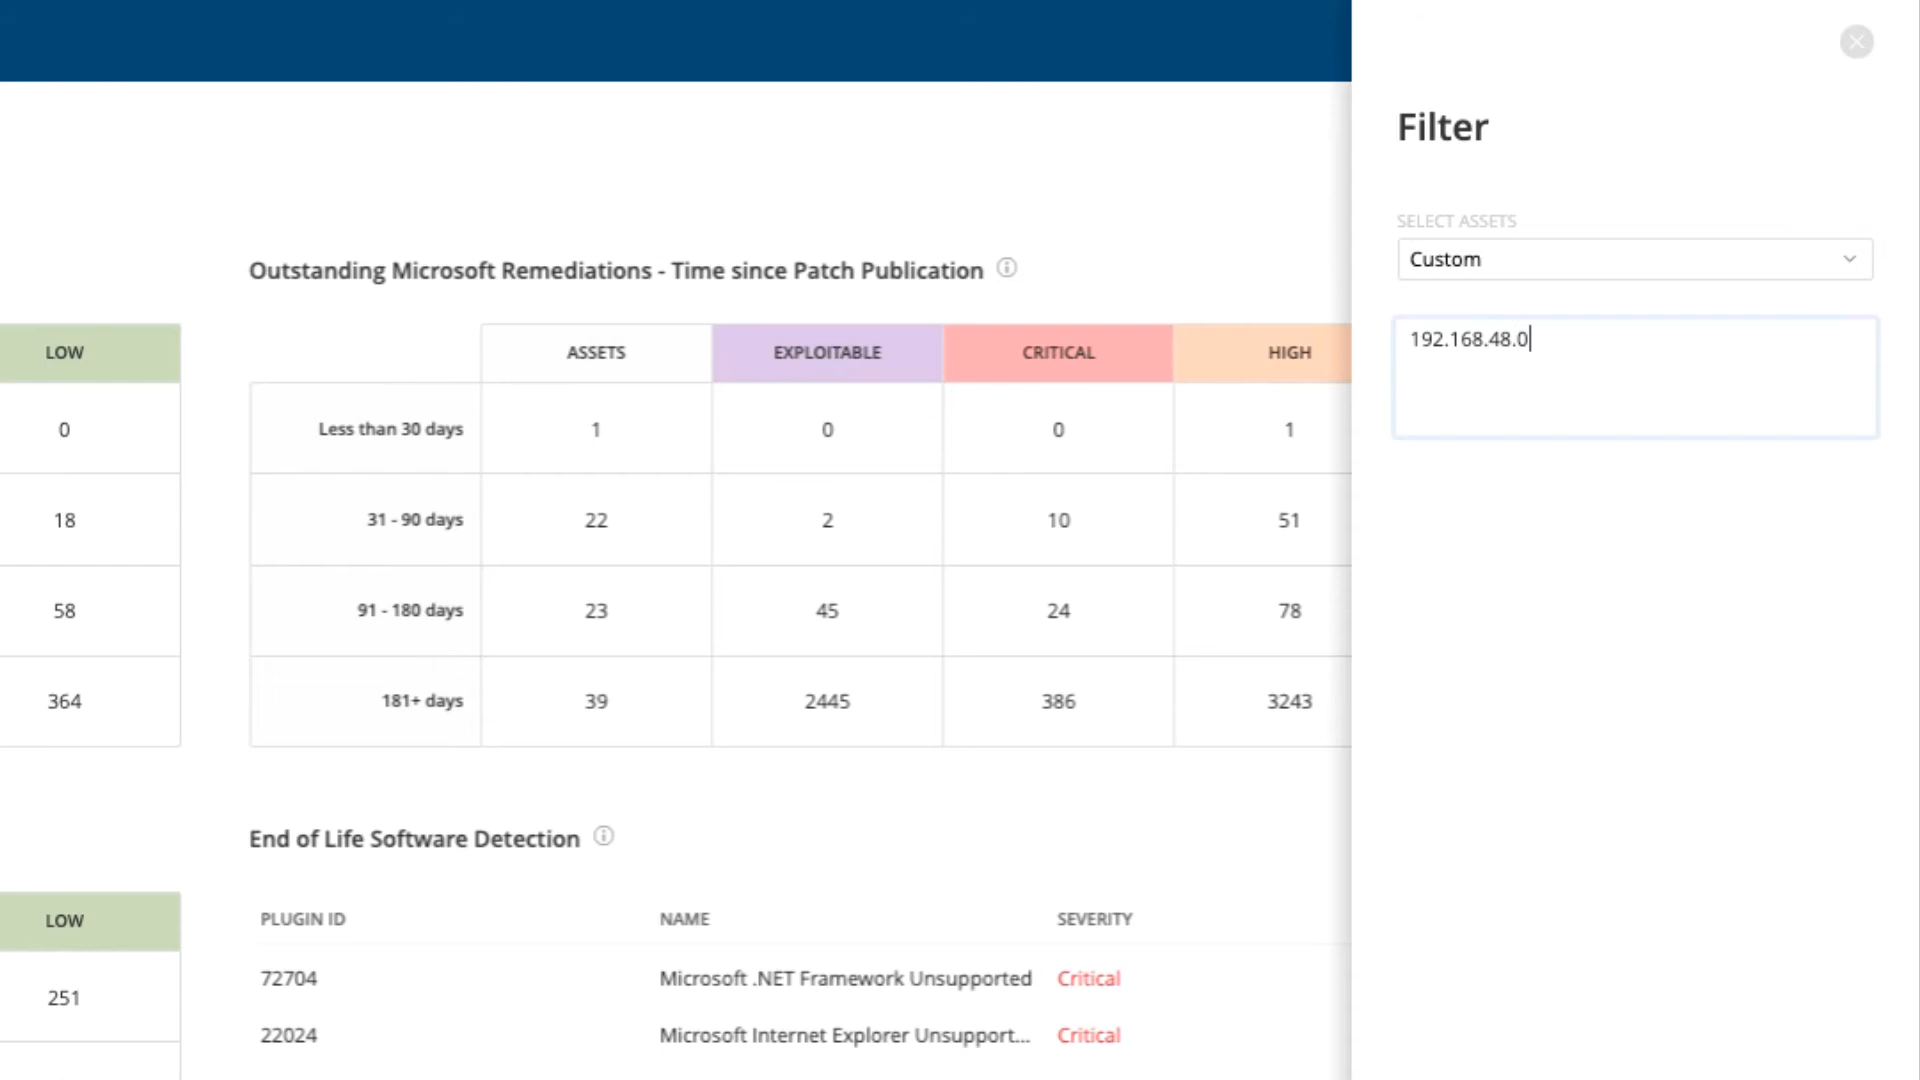 Filter
SELECT ASSETS
Custom
192.168.48.0
Outstanding Microsoft Remediations - Time since Patch Publication
LOW
0
18
58
364
ASSETS EXPLOITABLE CRITICAL HIGH
Less than 30 days 1 0 0 1
31 - 90 days 22 2 10 51
91 - 180 days 23 45 24 78
181+ days 39 2445 386 3243
End of Life Software Detection
LOW
251
PLUGIN ID NAME SEVERITY
72704 Microsoft .NET Framework Unsupported Critical
22024 Microsoft Internet Explorer Unsupport... Critical